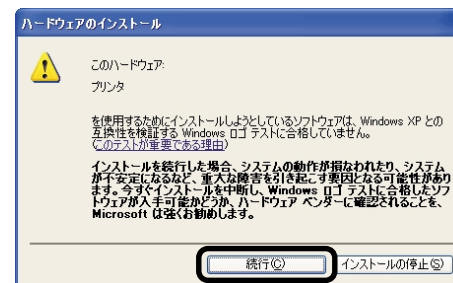 ハードウェアのインストール
このハードウェア:
プリンタ
を使用するためにインストールしようとしているソフトウェアは、Windows XP との
互換性を検証する Windows ロゴ テストに合格していません。
(このテストが重要である理由)
インストールを続行した場合、システムの動作が損なわれたり、システム
が不安定になるなど、重大な障害を引き起こす要因となる可能性があり
ます。今すぐインストールを中断し、Windows ロゴ テストに合格したソフ
トウェアが入手可能かどうか、ハードウェア ベンダーに確認されることを、
Microsoft は強くお勧めします。
続行(C) インストールの停止(S)